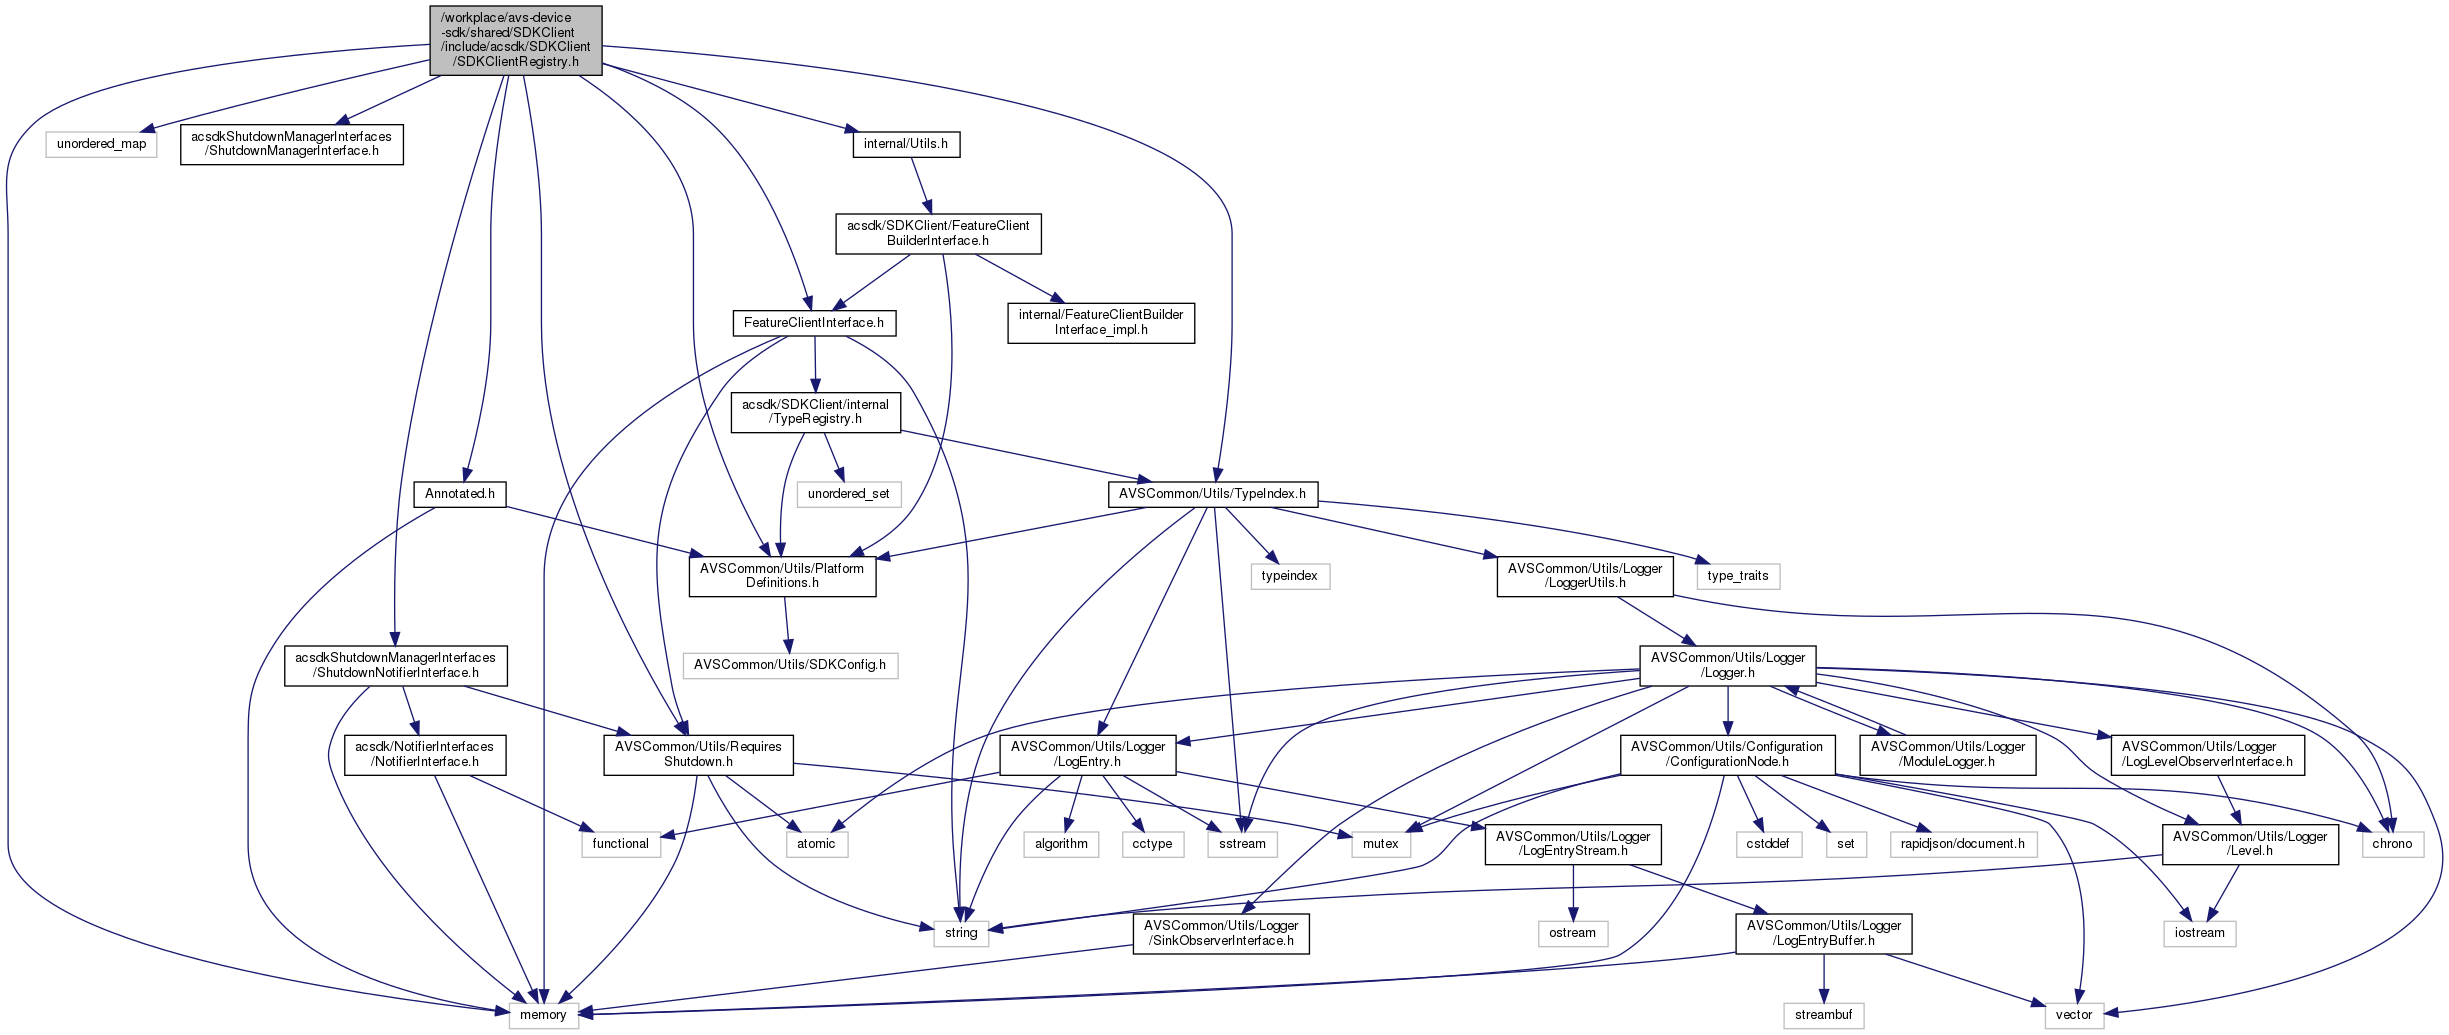 /workplace/avs-device
-sdk/shared/SDKClient
/include/acsdk/SDKClient
/SDKClientRegistry.h
unordered_map
acsdkShutdownManagerInterfaces
/ShutdownManagerInterface.h
internal/Utils.h
acsdk/SDKClient/FeatureClient
BuilderInterface.h
FeatureClientInterface.h
internal/FeatureClientBuilder
Interface_impl.h
acsdk/SDKClient/internal
/TypeRegistry.h
Annotated.h
unordered_set
AVSCommon/Utils/TypeIndex.h
AVSCommon/Utils/Platform
Definitions.h
typeindex
AVSCommon/Utils/Logger
/LoggerUtils.h
type_traits
acsdkShutdownManagerInterfaces
/ShutdownNotifierInterface.h
AVSCommon/Utils/SDKConfig.h
AVSCommon/Utils/Logger
/Logger.h
acsdk/NotifierInterfaces
/NotifierInterface.h
AVSCommon/Utils/Requires
Shutdown.h
AVSCommon/Utils/Logger
/LogEntry.h
AVSCommon/Utils/Configuration
/ConfigurationNode.h
AVSCommon/Utils/Logger
/ModuleLogger.h
AVSCommon/Utils/Logger
/LogLevelObserverInterface.h
functional
atomic
algorithm
cctype
sstream
mutex
AVSCommon/Utils/Logger
/LogEntryStream.h
cstddef
set
rapidjson/document.h
AVSCommon/Utils/Logger
/Level.h
chrono
string
AVSCommon/Utils/Logger
/SinkObserverInterface.h
ostream
AVSCommon/Utils/Logger
/LogEntryBuffer.h
iostream
memory
streambuf
vector